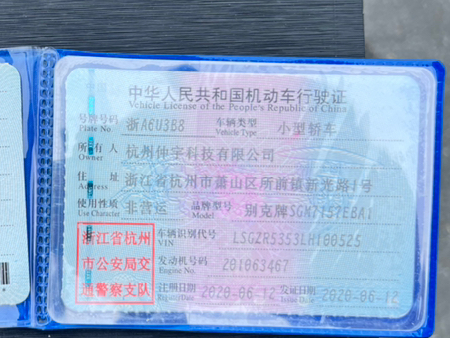 中华人民共和国机动车行驶证
Vehicle License of the People's Republic of China
号牌号码 Plate No. 浙A6U3B8 车辆类型 Vehicle Type 小型轿车
所有人 Owner 杭州仲宇科技有限公司
住址 Address 浙江省杭州市萧山区所前镇新光路1号
使用性质 Use Character 非营运 品牌型号 Model 别克牌SGM7157EBA1
车辆识别代号 VIN LSGZR5353LH180525
发动机号码 Engine No. 201063467
注册日期 Register Date 2020-06-12 发证日期 Issue Date 2020-06-12
浙江省杭州
市公安局交
通警察支队